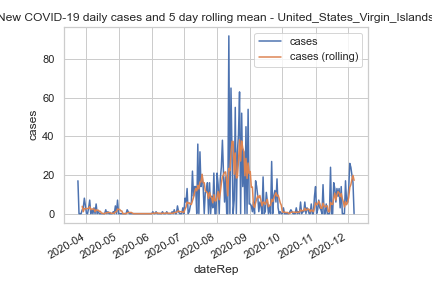 New COVID-19 daily cases and 5 day rolling mean - United_States_Virgin_Islands
cases
cases (rolling)
80
60
40
20
0
cases
2020-04
2020-05
2020-06
2020-07
2020-08
2020-09
2020-10
2020-11
2020-12
dateRep